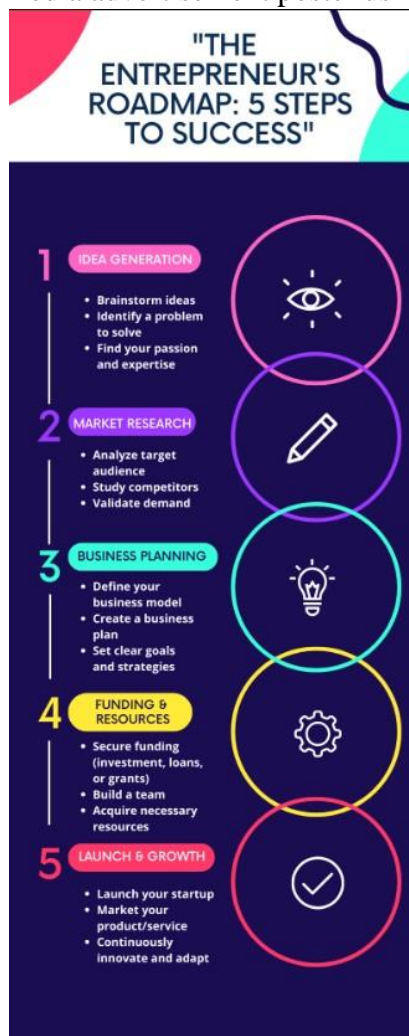 "THE
ENTREPRENEUR'S
ROADMAP: 5 STEPS
TO SUCCESS"
1 IDEA GENERATION
• Brainstorm ideas
• Identify a problem
to solve
• Find your passion
and expertise
2 MARKET RESEARCH
• Analyze target
audience
• Study competitors
• Validate demand
3 BUSINESS PLANNING
• Define your
business model
• Create a business
plan
• Set clear goals
and strategies
4 FUNDING &
RESOURCES
• Secure funding
(investment, loans,
or grants)
• Build a team
• Acquire necessary
resources
5 LAUNCH & GROWTH
• Launch your startup
• Market your
product/service
• Continuously
innovate and adapt